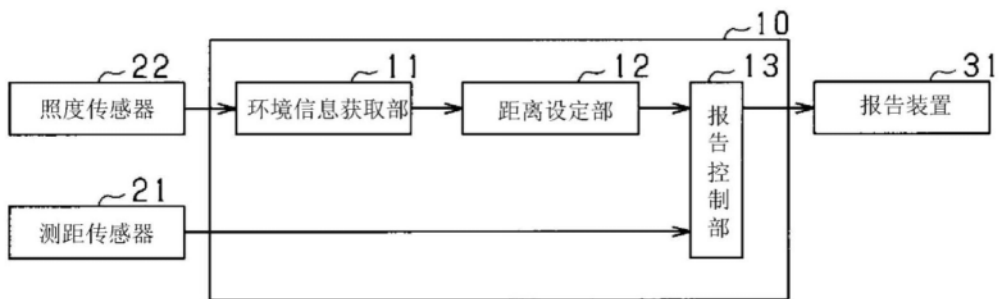 10
22
11
12
13
31
照度传感器
环境信息获取部
距离设定部
报告控制部
报告装置
21
测距传感器